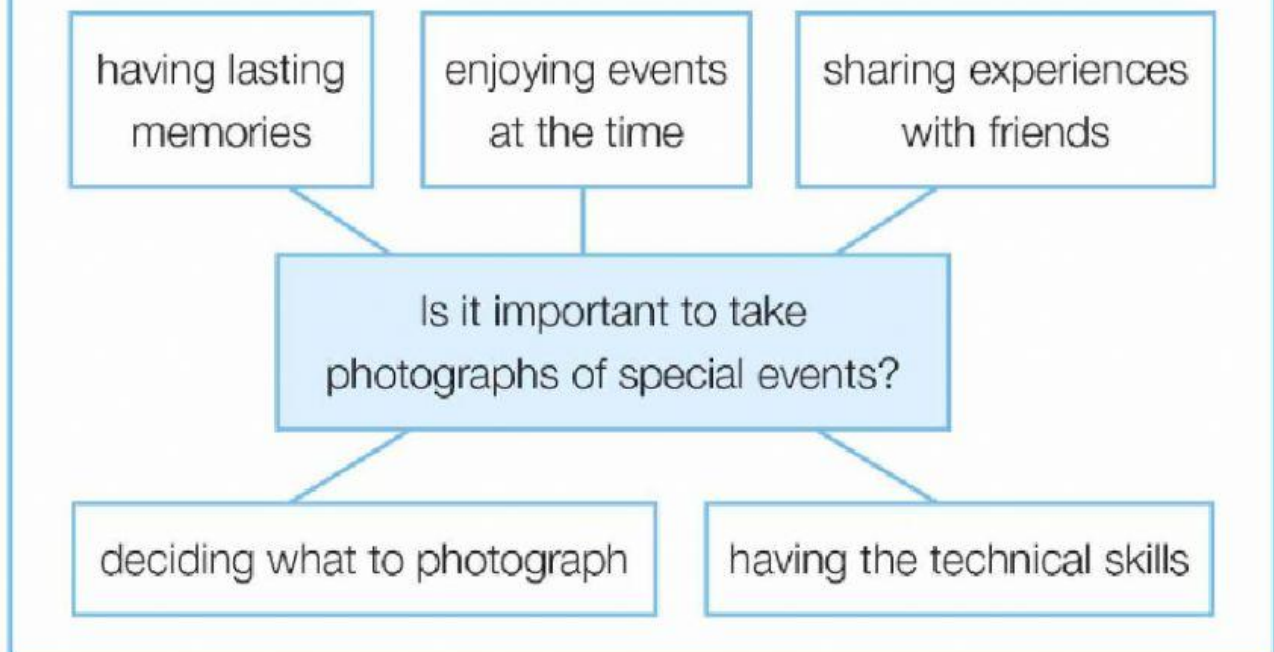 having lasting
memories
enjoying events
at the time
sharing experiences
with friends
Is it important to take
photographs of special events?
deciding what to photograph
having the technical skills